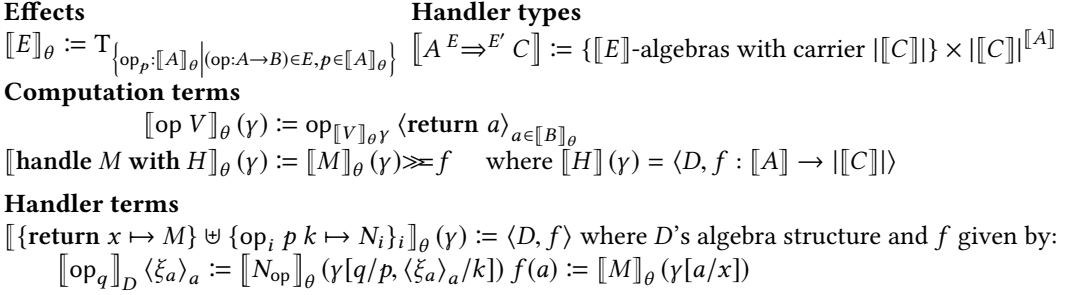 Effects Handler types
⟦E⟧_θ ≔ T_{op_p:⟦A⟧_θ|(op:A→B)∈E,p∈⟦A⟧_θ} ⟦A ^E⇒^E′ C⟧ ≔ {⟦E⟧-algebras with carrier |⟦C⟧|} × |⟦C⟧|^⟦A⟧
Computation terms
⟦op V⟧_θ (γ) ≔ op_⟦V⟧_θ γ ⟨return a⟩_a∈⟦B⟧_θ
⟦handle M with H⟧_θ (γ) ≔ ⟦M⟧_θ (γ)≫=f where ⟦H⟧ (γ) = ⟨D, f : ⟦A⟧ → |⟦C⟧|⟩
Handler terms
⟦{return x ↦ M} ⊎ {op_i p k ↦ N_i}_i⟧_θ (γ) ≔ ⟨D, f⟩ where D's algebra structure and f given by:
⟦op_q⟧_D ⟨ξ_a⟩_a ≔ ⟦N_op⟧_θ (γ[q/p, ⟨ξ_a⟩_a/k]) f(a) ≔ ⟦M⟧_θ (γ[a/x])